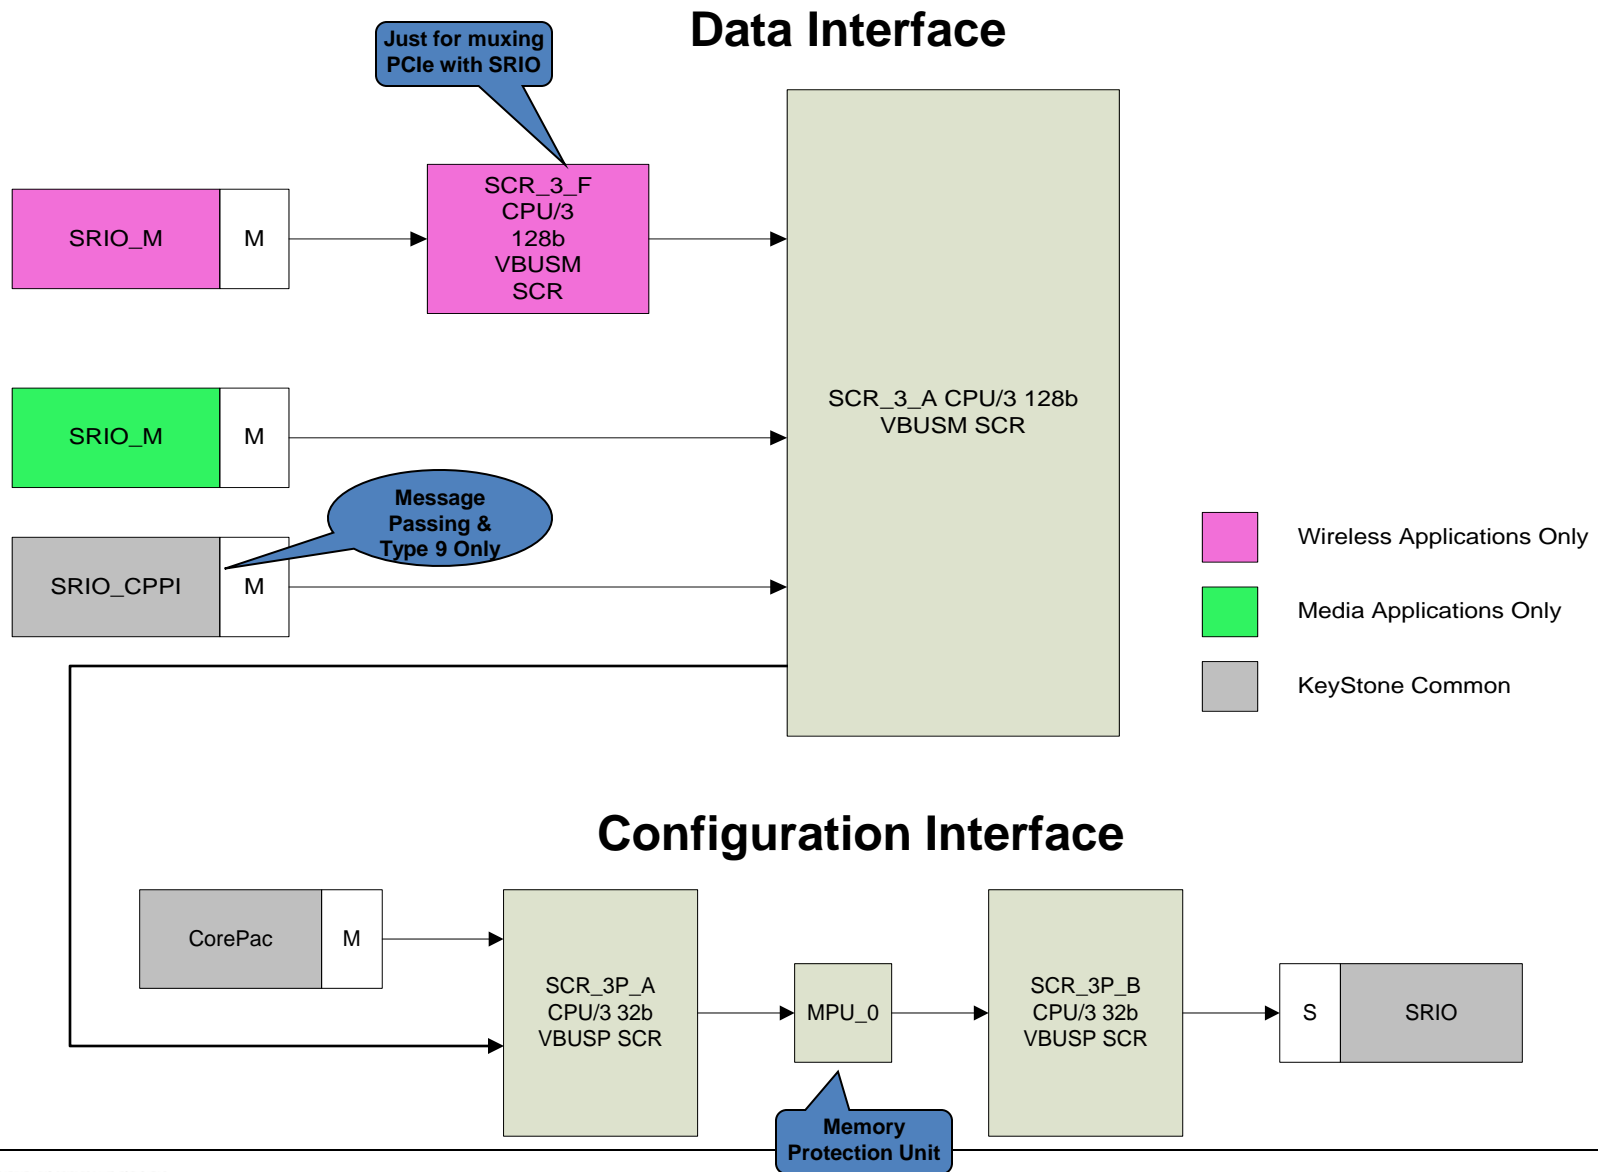 Data Interface
Just for muxing
PCIe with SRIO
SRIO_M
M
SCR_3_F
CPU/3
128b
VBUSM
SCR
SCR_3_A CPU/3 128b
VBUSM SCR
SRIO_M
M
Message
Passing &
Type 9 Only
SRIO_CPPI
M
Wireless Applications Only
Media Applications Only
KeyStone Common
Configuration Interface
CorePac
M
SCR_3P_A
CPU/3 32b
VBUSP SCR
MPU_0
SCR_3P_B
CPU/3 32b
VBUSP SCR
S
SRIO
Memory
Protection Unit